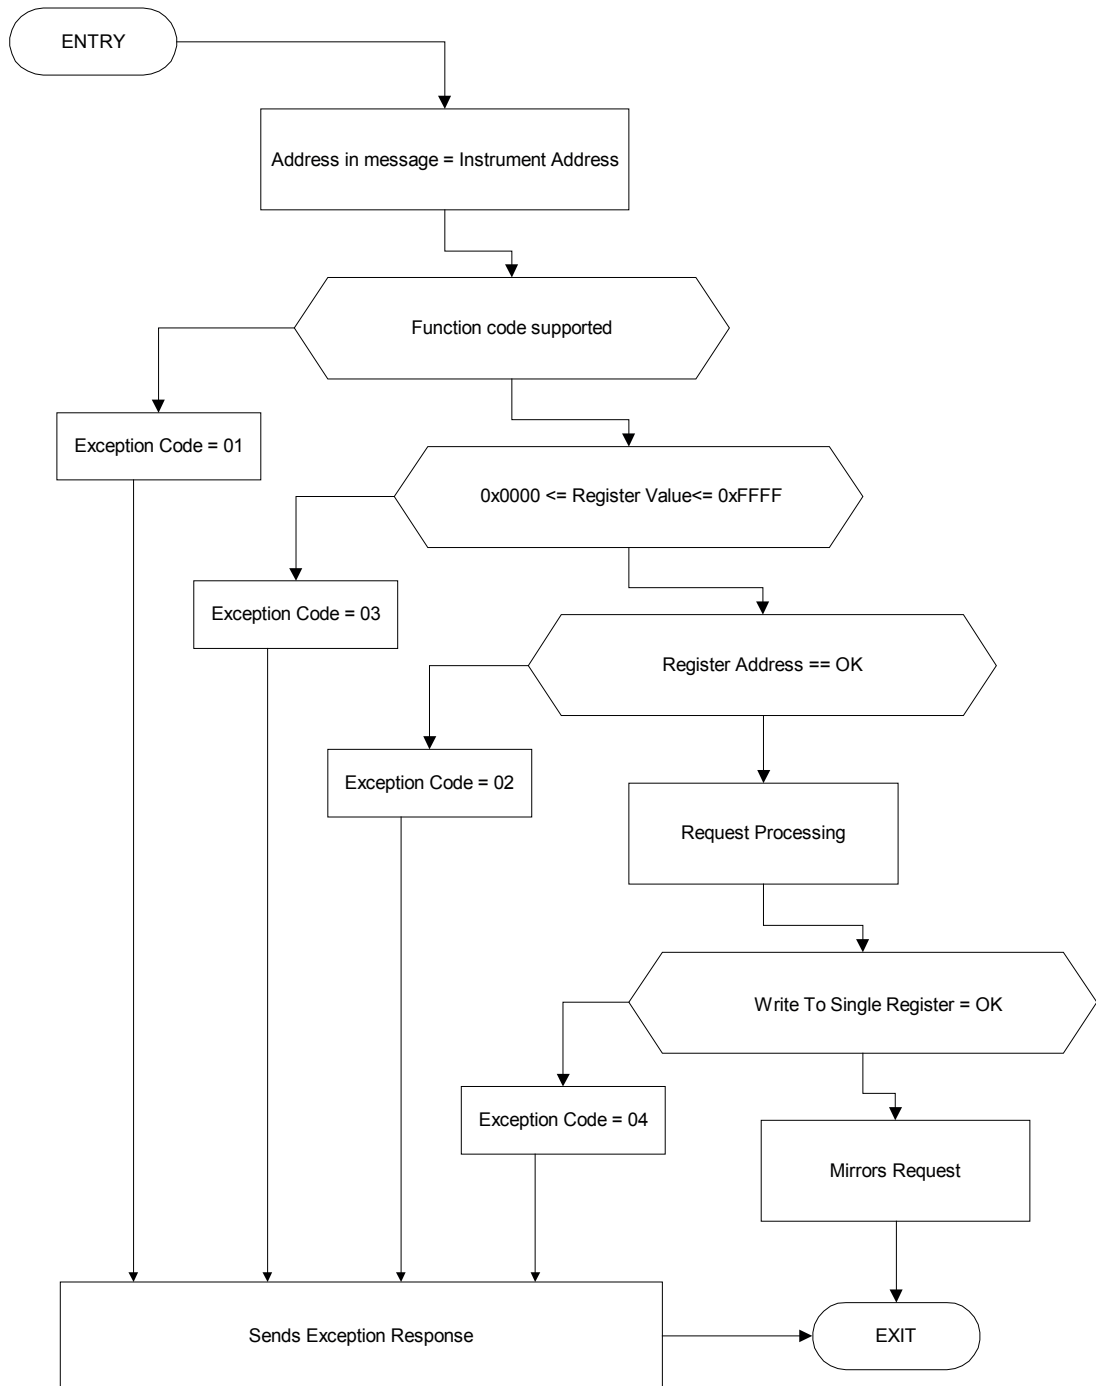 ENTRY
Address in message = Instrument Address
Function code supported
Exception Code = 01
0x0000 <= Register Value<= 0xFFFF
Exception Code = 03
Register Address == OK
Exception Code = 02
Request Processing
Write To Single Register = OK
Exception Code = 04
Mirrors Request
Sends Exception Response
EXIT